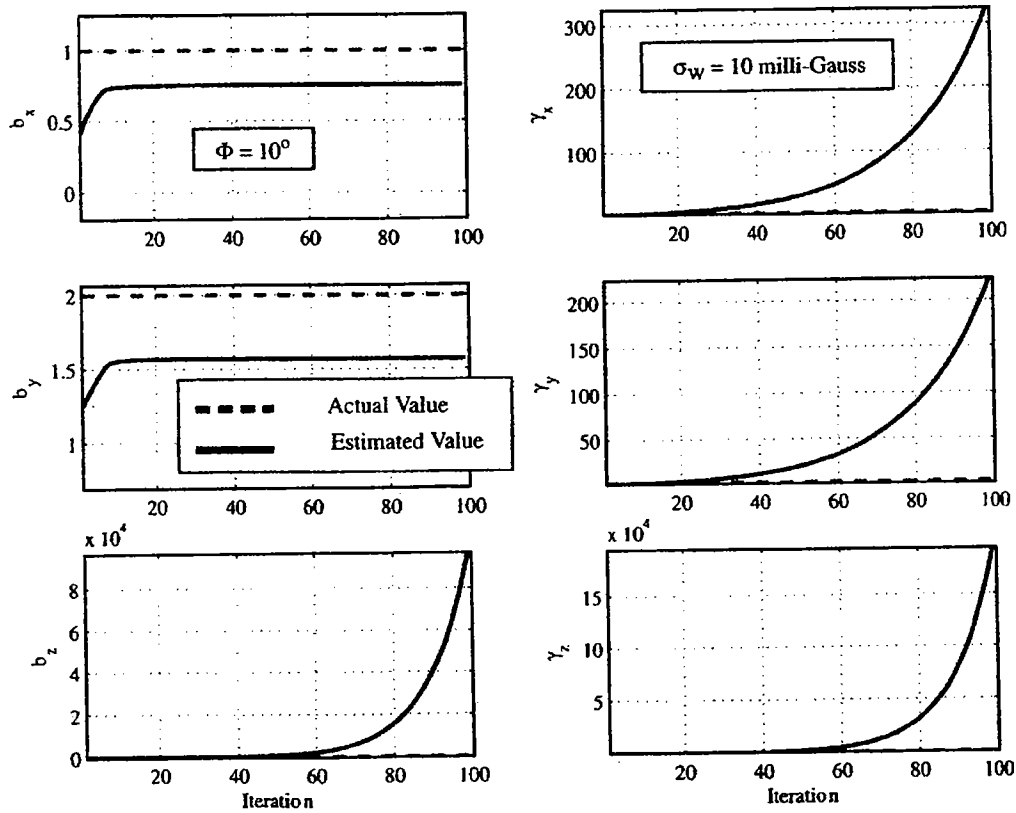 1
0.5
0
b_x
Φ = 10°
20 40 60 80 100
300
200
100
γ_x
σ_W = 10 milli-Gauss
20 40 60 80 100
2
1.5
1
b_y
Actual Value
Estimated Value
20 40 60 80 100
200
150
100
50
γ_y
20 40 60 80 100
x 10^4
8
6
4
2
0
b_z
20 40 60 80 100
Iteration
x 10^4
15
10
5
γ_z
20 40 60 80 100
Iteration